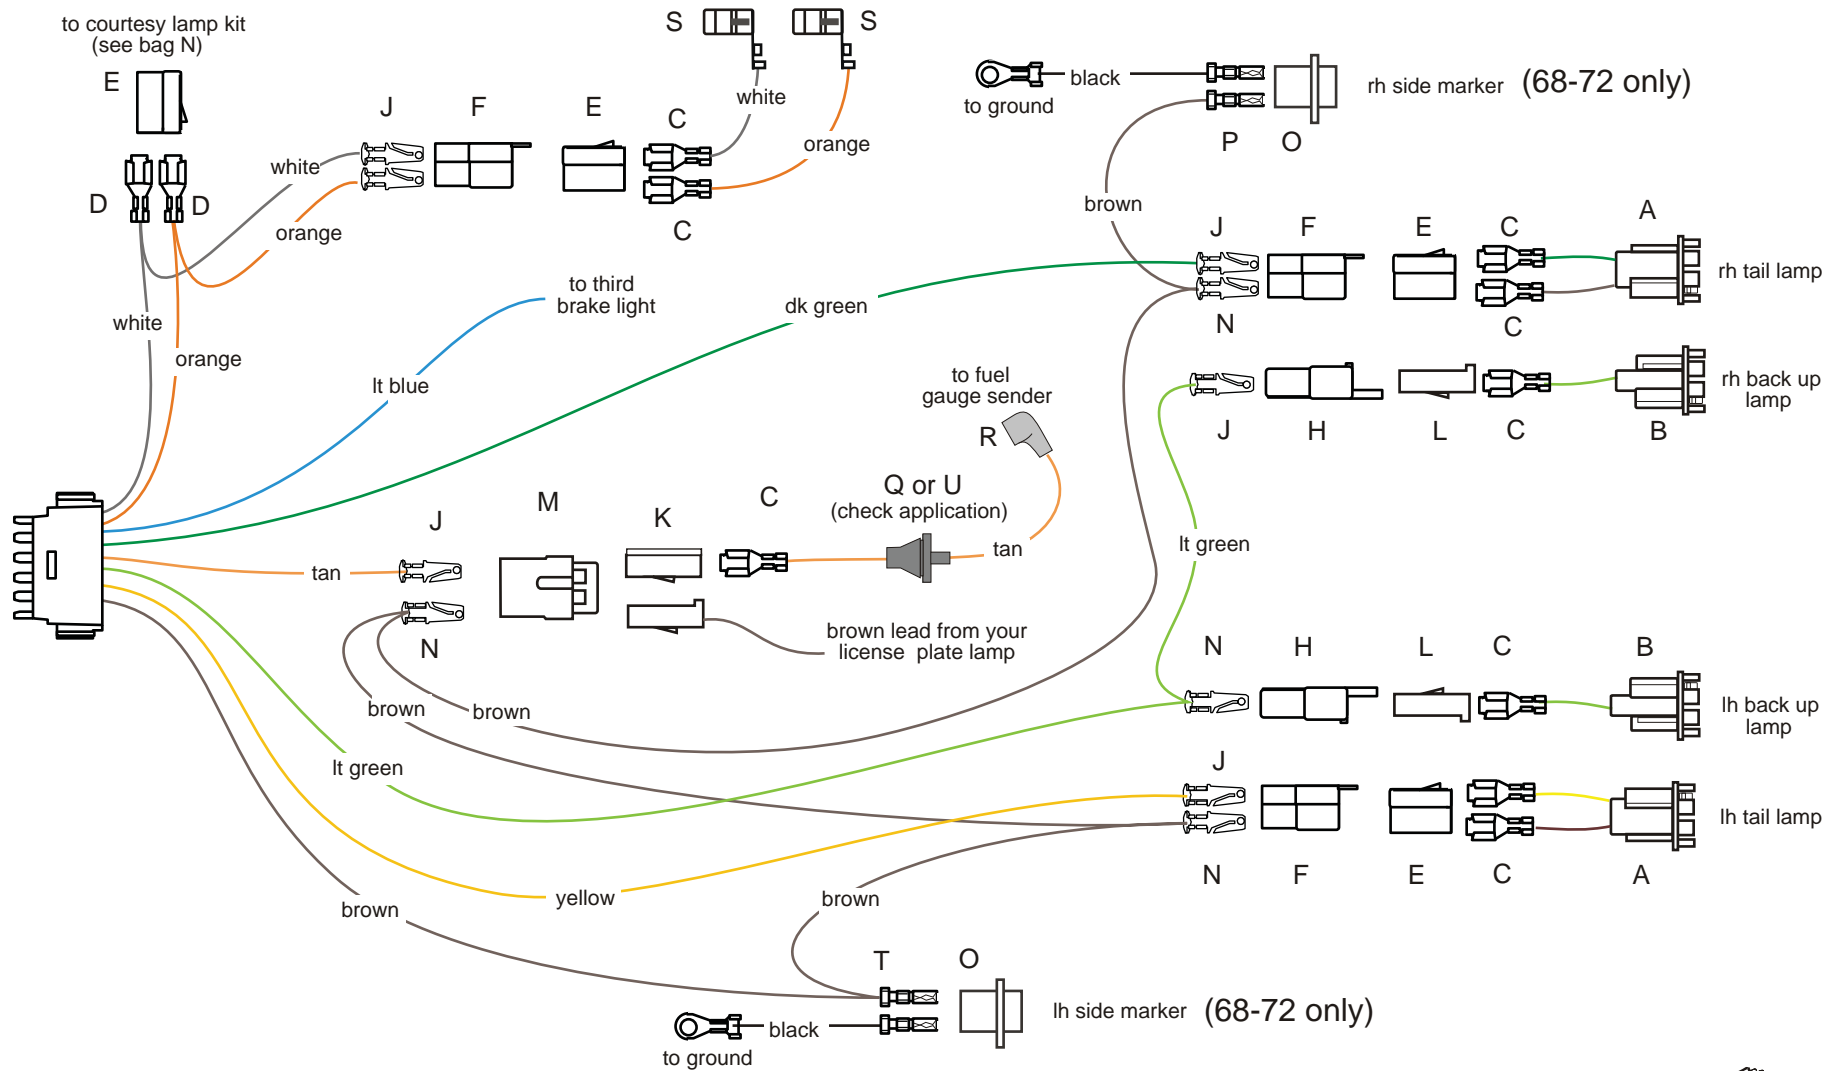 to courtesy lamp kit
(see bag N)
E
S
S
white
orange
J
F
E
C
white
D
D
orange
C
white
orange
to third
brake light
lt blue
dk green
black
to ground
rh side marker (68-72 only)
P
O
brown
J
F
E
C
A
rh tail lamp
N
C
rh back up
lamp
J
H
L
C
B
to fuel
gauge sender
R
Q or U
(check application)
C
K
M
J
tan
tan
lt green
N
brown lead from your
license plate lamp
brown
brown
N
H
L
C
B
lh back up
lamp
lt green
J
lh tail lamp
N
F
E
C
A
yellow
brown
brown
T
O
lh side marker (68-72 only)
black
to ground